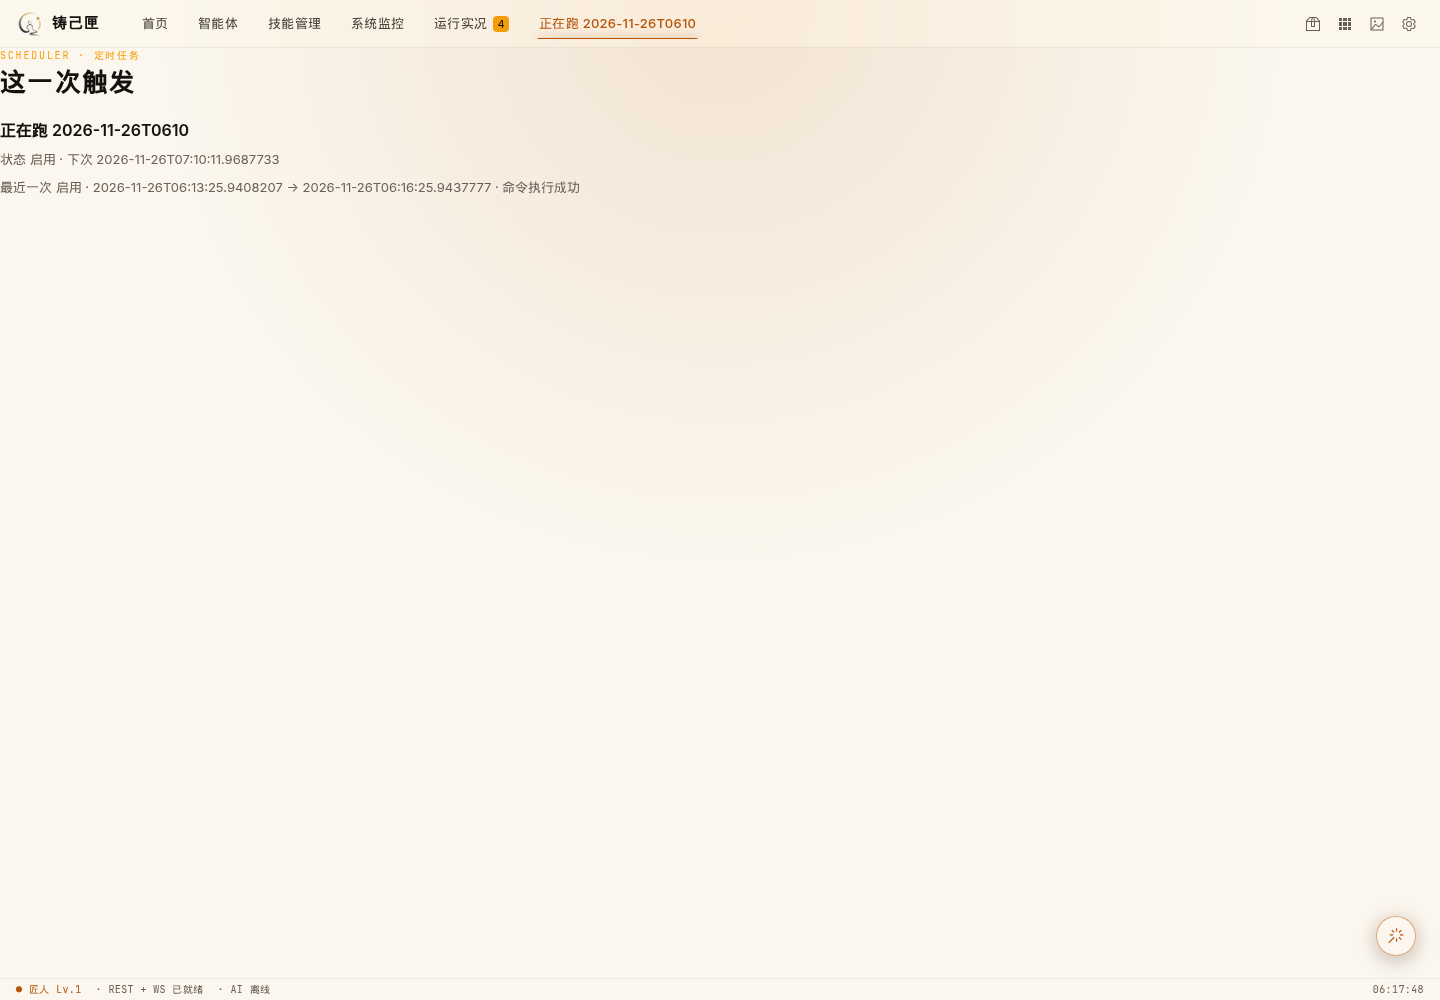 铸己匣 首页 智能体 技能管理 系统监控 运行实况 4 正在跑 2026-11-26T0610
SCHEDULER · 定时任务
这一次触发
正在跑 2026-11-26T0610
状态 启用 · 下次 2026-11-26T07:10:11.9687733
最近一次 启用 · 2026-11-26T06:13:25.9408207 → 2026-11-26T06:16:25.9437777 · 命令执行成功
匠人 Lv.1 · REST + WS 已就绪 · AI 离线 06:17:48